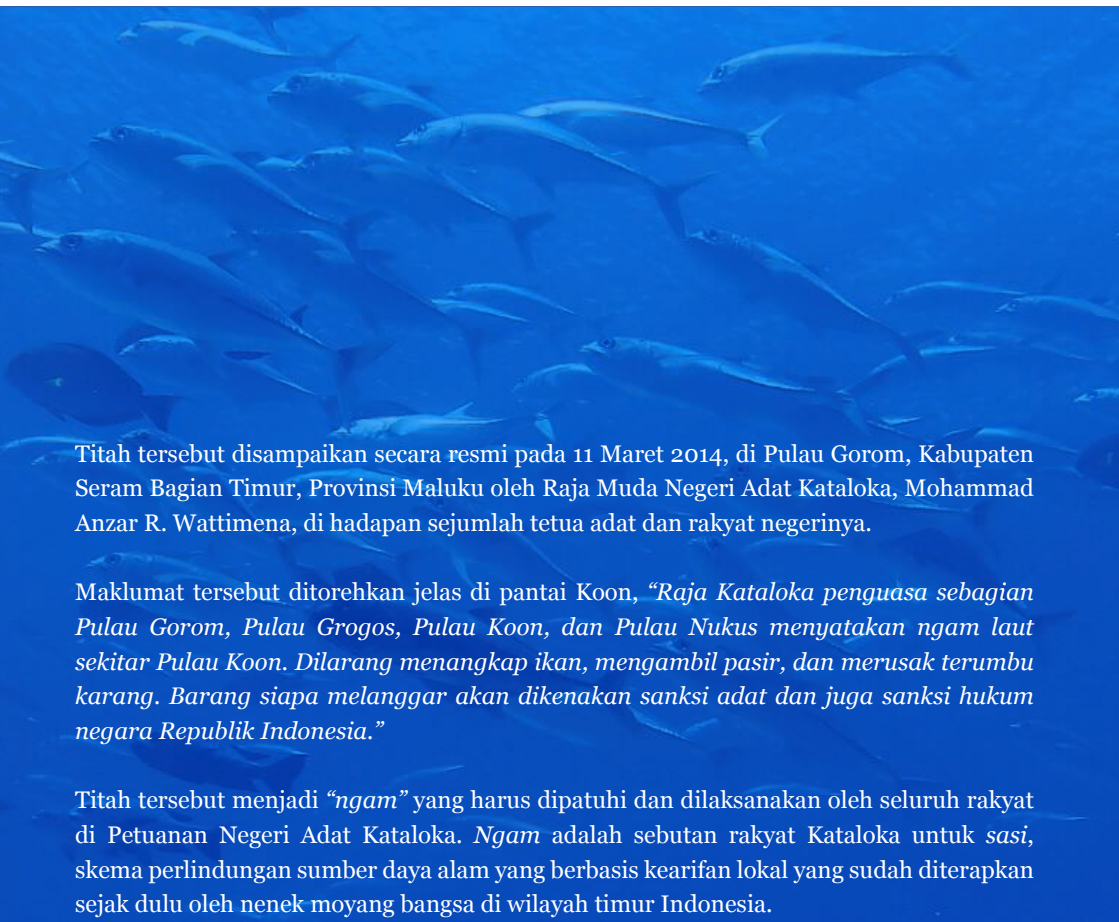 Titah tersebut disampaikan secara resmi pada 11 Maret 2014, di Pulau Gorom, Kabupaten
Seram Bagian Timur, Provinsi Maluku oleh Raja Muda Negeri Adat Kataloka, Mohammad
Anzar R. Wattimena, di hadapan sejumlah tetua adat dan rakyat negerinya.
Maklumat tersebut ditorehkan jelas di pantai Koon, “Raja Kataloka penguasa sebagian
Pulau Gorom, Pulau Grogos, Pulau Koon, dan Pulau Nukus menyatakan ngam laut
sekitar Pulau Koon. Dilarang menangkap ikan, mengambil pasir, dan merusak terumbu
karang. Barang siapa melanggar akan dikenakan sanksi adat dan juga sanksi hukum
negara Republik Indonesia.”
Titah tersebut menjadi “ngam” yang harus dipatuhi dan dilaksanakan oleh seluruh rakyat
di Petuanan Negeri Adat Kataloka. Ngam adalah sebutan rakyat Kataloka untuk sasi,
skema perlindungan sumber daya alam yang berbasis kearifan lokal yang sudah diterapkan
sejak dulu oleh nenek moyang bangsa di wilayah timur Indonesia.